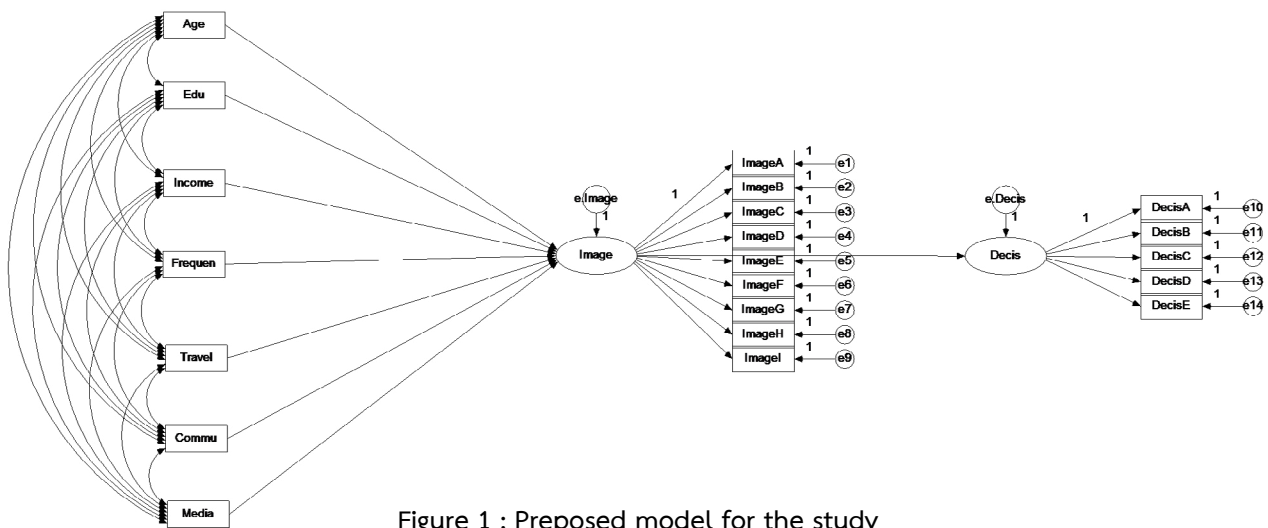 Age
Edu
Income
Frequen
Travel
Commu
Media
e.Image
1
Image
1
ImageA
1
e1
ImageB
1
e2
ImageC
1
e3
ImageD
1
e4
ImageE
1
e5
ImageF
1
e6
ImageG
1
e7
ImageH
1
e8
ImageI
1
e9
e.Decis
1
Decis
1
DecisA
1
e10
DecisB
1
e11
DecisC
1
e12
DecisD
1
e13
DecisE
1
e14
Figure 1 : Preposed model for the study